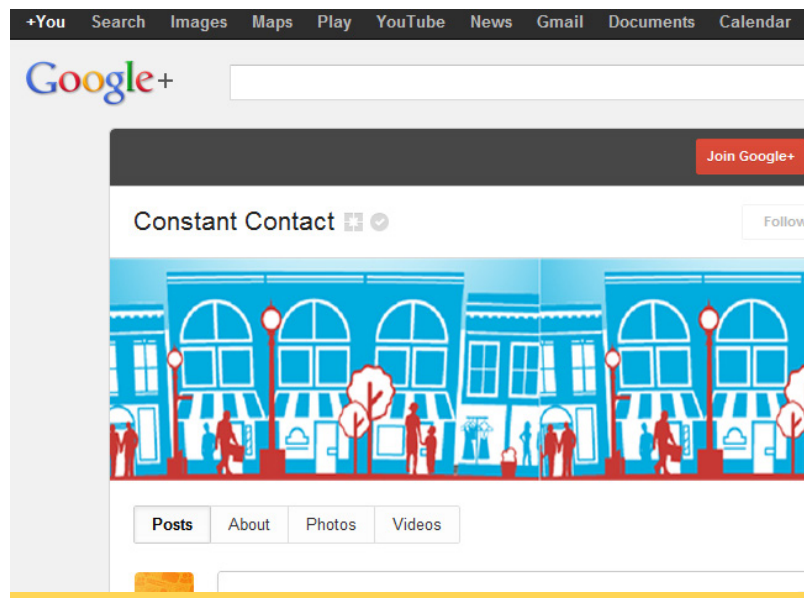 +You Search Images Maps Play YouTube News Gmail Documents Calendar
Google+
Join Google+
Constant Contact
Follow
Posts About Photos Videos